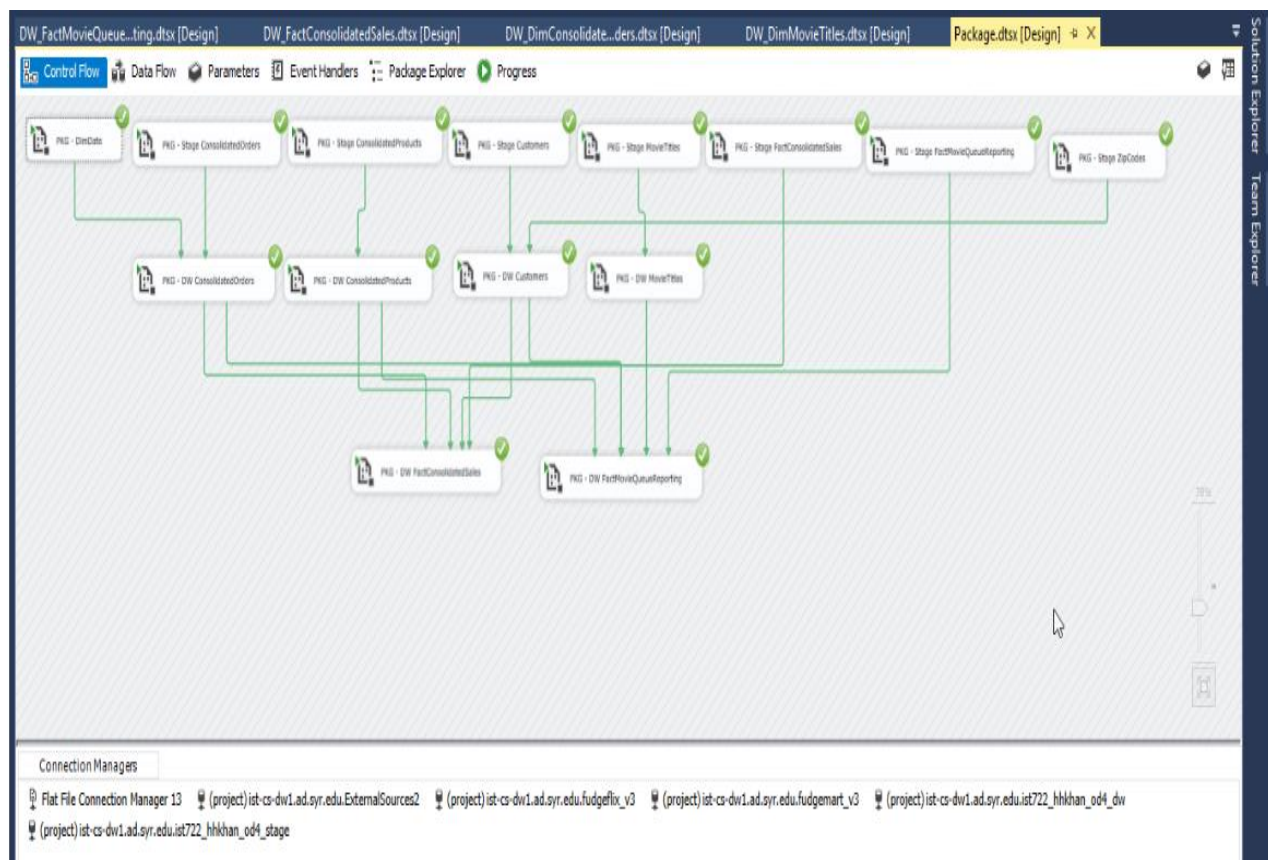 DW_FactMovieQueue...ting.dtsx [Design] DW_FactConsolidatedSales.dtsx [Design] DW_DimConsolidate...ders.dtsx [Design] DW_DimMovieTitles.dtsx [Design] Package.dtsx [Design]
Control Flow Data Flow Parameters Event Handlers Package Explorer Progress
Solution Explorer
Team Explorer
PKG - DimDate
PKG - Stage ConsolidatedOrders
PKG - Stage ConsolidatedProducts
PKG - Stage Customers
PKG - Stage MovieTitles
PKG - Stage FactConsolidatedSales
PKG - Stage FactMovieQueueReporting
PKG - Stage ZipCodes
PKG - DW ConsolidatedOrders
PKG - DW ConsolidatedProducts
PKG - DW Customers
PKG - DW MovieTitles
PKG - DW FactConsolidatedSales
PKG - DW FactMovieQueueReporting
Connection Managers
Flat File Connection Manager 13 (project) ist-cs-dw1.ad.syr.edu.ExternalSources2 (project) ist-cs-dw1.ad.syr.edu.fudgeflix_v3 (project) ist-cs-dw1.ad.syr.edu.fudgemart_v3 (project) ist-cs-dw1.ad.syr.edu.ist722_hhkhan_od4_dw
(project) ist-cs-dw1.ad.syr.edu.ist722_hhkhan_od4_stage